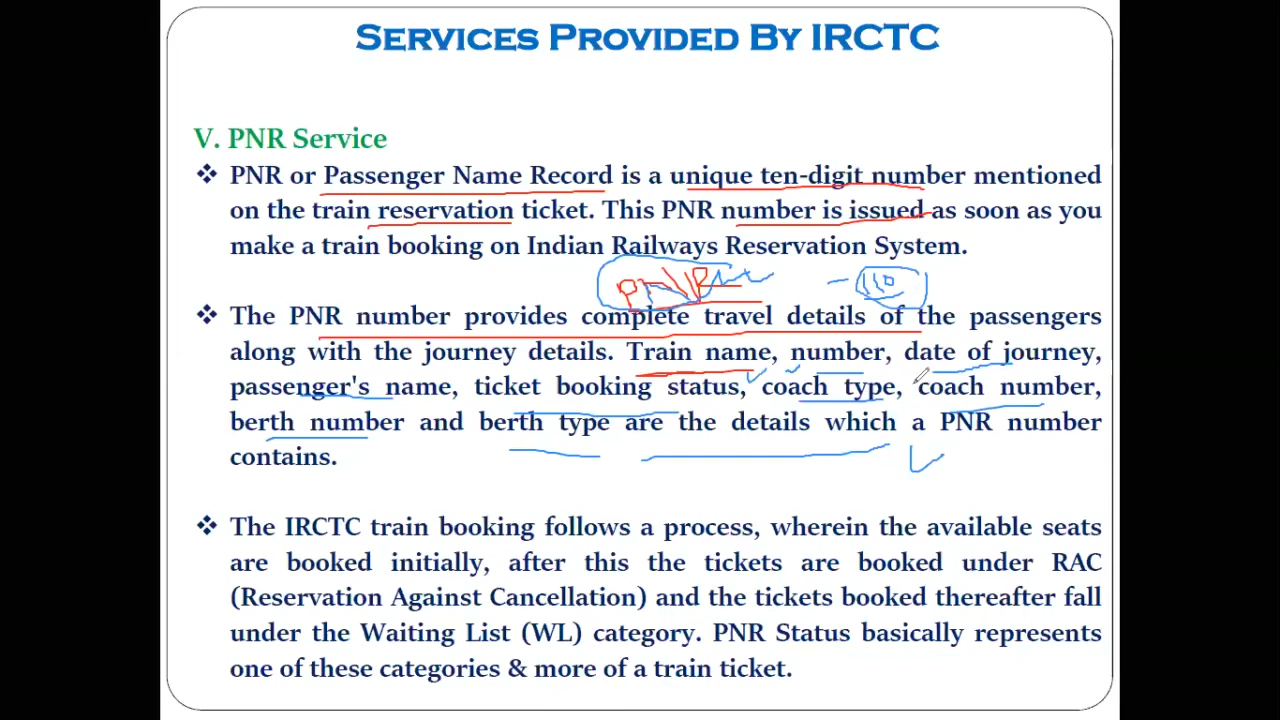 SERVICES PROVIDED BY IRCTC
V. PNR Service
❖ PNR or Passenger Name Record is a unique ten-digit number mentioned
on the train reservation ticket. This PNR number is issued as soon as you
make a train booking on Indian Railways Reservation System.
❖ The PNR number provides complete travel details of the passengers
along with the journey details. Train name, number, date of journey,
passenger's name, ticket booking status, coach type, coach number,
berth number and berth type are the details which a PNR number
contains.
❖ The IRCTC train booking follows a process, wherein the available seats
are booked initially, after this the tickets are booked under RAC
(Reservation Against Cancellation) and the tickets booked thereafter fall
under the Waiting List (WL) category. PNR Status basically represents
one of these categories & more of a train ticket.